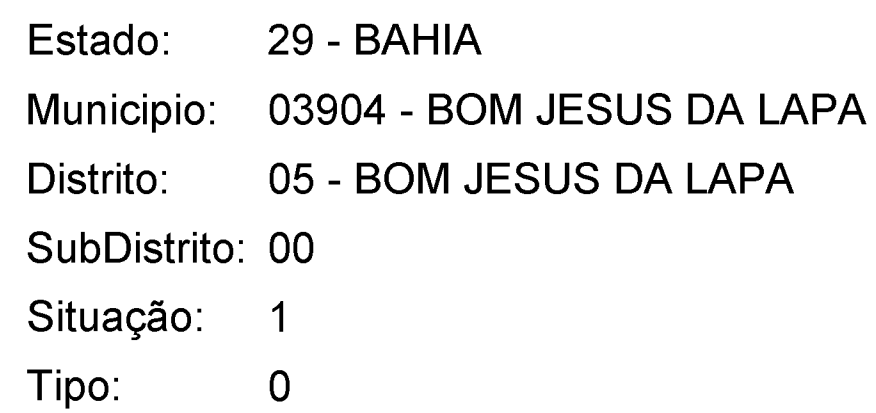 Estado: 29 - BAHIA
Municipio: 03904 - BOM JESUS DA LAPA
Distrito: 05 - BOM JESUS DA LAPA
SubDistrito: 00
Situação: 1
Tipo: 0